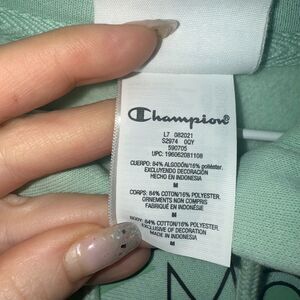 Champion
L7 082021
S2974 0QY
590705
UPC: 196062081108
CUERPO: 84% ALGODÓN/16% poliéster.
EXCLUYENDO DECORACIÓN
HECHO EN INDONESIA
M
CORPS: 84% COTON/16% POLYESTER.
ORNEMENTS NON COMPRIS
FABRIQUÉ EN INDONÉSIE
M
BODY: 84% COTTON/16% POLYESTER.
EXCLUSIVE OF DECORATION
MADE IN INDONESIA
M